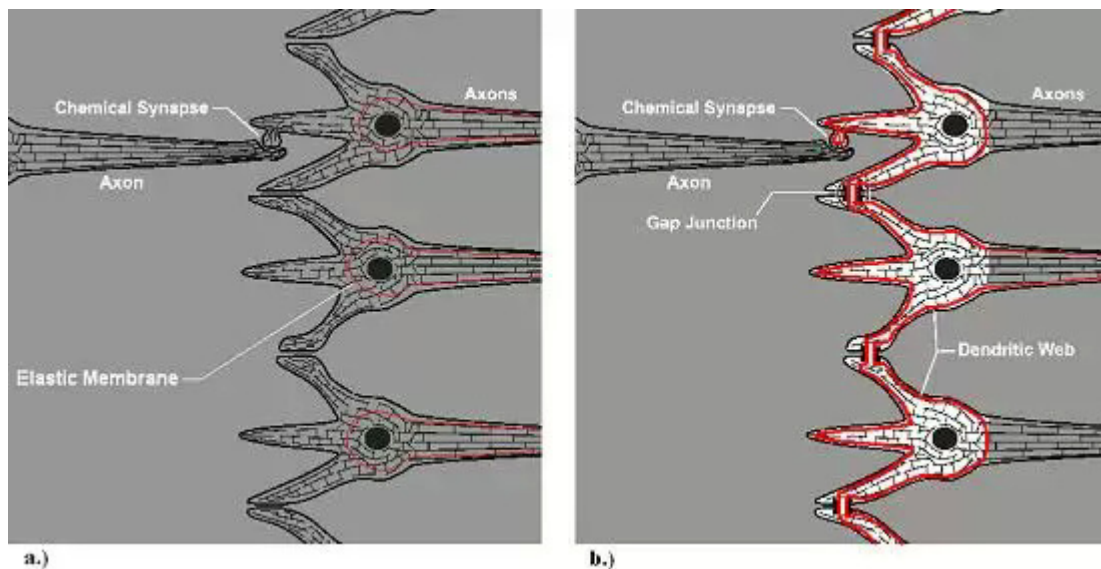 Chemical Synapse
Axons
Axon
Elastic Membrane
a.)
Chemical Synapse
Axons
Axon
Gap Junction
Dendritic Web
b.)